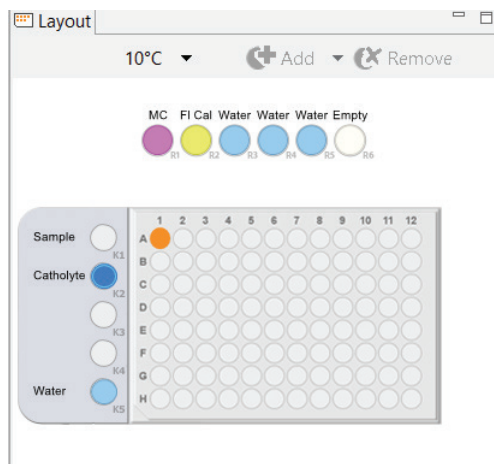 Layout
10°C Add Remove
MC Fl Cal Water Water Water Empty
R1 R2 R3 R4 R5 R6
1 2 3 4 5 6 7 8 9 10 11 12
Sample
K1
Catholyte
K2
K3
K4
Water
K5
A
B
C
D
E
F
G
H